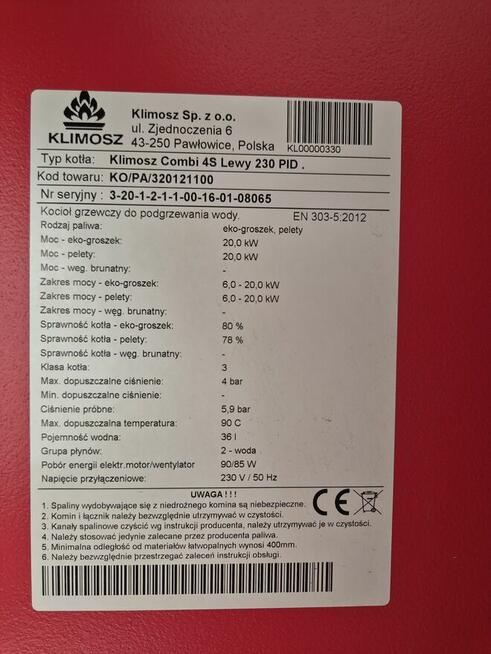 KLIMOSZ
Klimosz Sp. z o.o.
ul. Zjednoczenia 6
43-250 Pawłowice, Polska
KL00000330
Typ kotła: Klimosz Combi 4S Lewy 230 PID .
Kod towaru: KO/PA/320121100
Nr seryjny : 3-20-1-2-1-1-00-16-01-08065
Kocioł grzewczy do podgrzewania wody. EN 303-5:2012
Rodzaj paliwa: eko-groszek, pelety
Moc - eko-groszek: 20,0 kW
Moc - pelety: 20,0 kW
Moc - weg. brunatny: -
Zakres mocy - eko-groszek: 6,0 - 20,0 kW
Zakres mocy - pelety: 6,0 - 20,0 kW
Zakres mocy - węg. brunatny: -
Sprawność kotła - eko-groszek: 80 %
Sprawność kotła - pelety: 78 %
Sprawność kotła - węg. brunatny: -
Klasa kotła: 3
Max. dopuszczalne ciśnienie: 4 bar
Min. dopuszczalne ciśnienie: -
Ciśnienie próbne: 5,9 bar
Max. dopuszczalna temperatura: 90 C
Pojemność wodna: 36 l
Grupa płynów: 2 - woda
Pobór energii elektr.motor/wentylator 90/85 W
Napięcie przyłączeniowe: 230 V / 50 Hz
UWAGA ! ! !
1. Spaliny wydobywające się z niedrożnego komina są niebezpieczne.
2. Komin i łącznik należy bezwzględnie utrzymywać w czystości.
3. Kanały spalinowe czyścić wg instrukcji producenta, należy utrzymywać je w czystości.
4. Należy stosować jedynie zalecane przez producenta paliwa.
5. Minimalna odległość od materiałów łatwopalnych wynosi 400mm.
6. Należy bezwzględnie przestrzegać zaleceń instrukcji obsługi.
CE